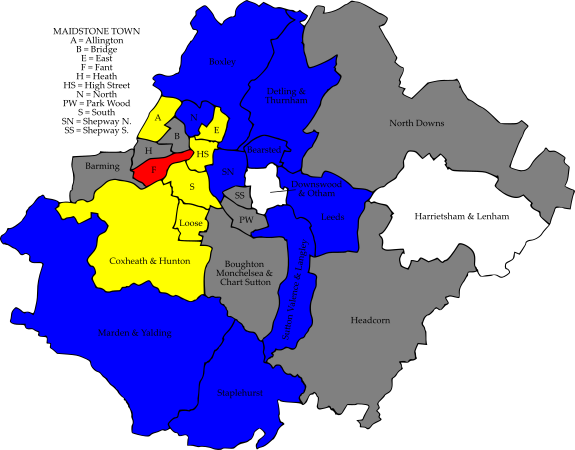 MAIDSTONE TOWN
A = Allington
B = Bridge
E = East
F = Fant
H = Heath
HS = High Street
N = North
PW = Park Wood
S = South
SN = Shepway N.
SS = Shepway S.
Boxley
Detling &
Thurnham
North Downs
A
N
B
E
H
HS
Barming
F
Bearsted
SN
S
SS
Downswood
& Otham
Leeds
Harrietsham & Lenham
PW
Loose
Coxheath & Hunton
Boughton
Monchelsea &
Chart Sutton
Sutton Valence & Langley
Headcorn
Marden & Yalding
Staplehurst